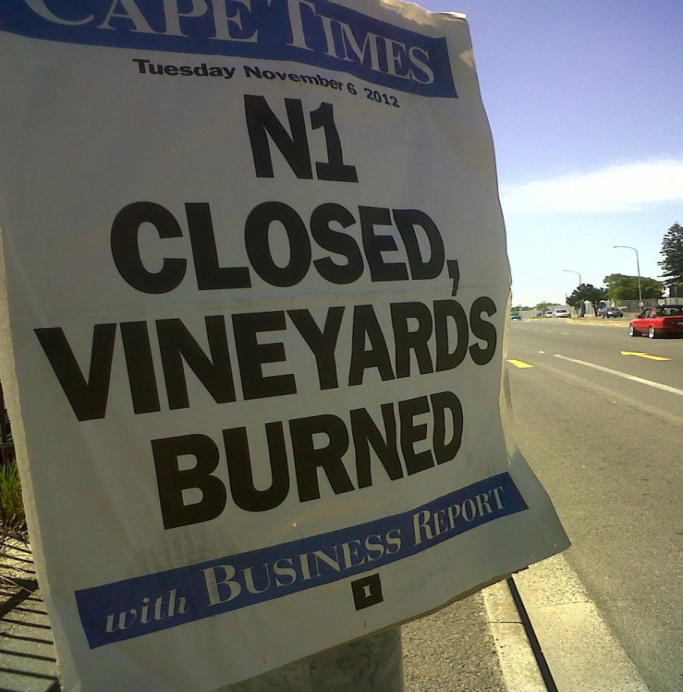 CAPE TIMES
Tuesday November 6 2012
N1
CLOSED,
VINEYARDS
BURNED
with BUSINESS REPORT